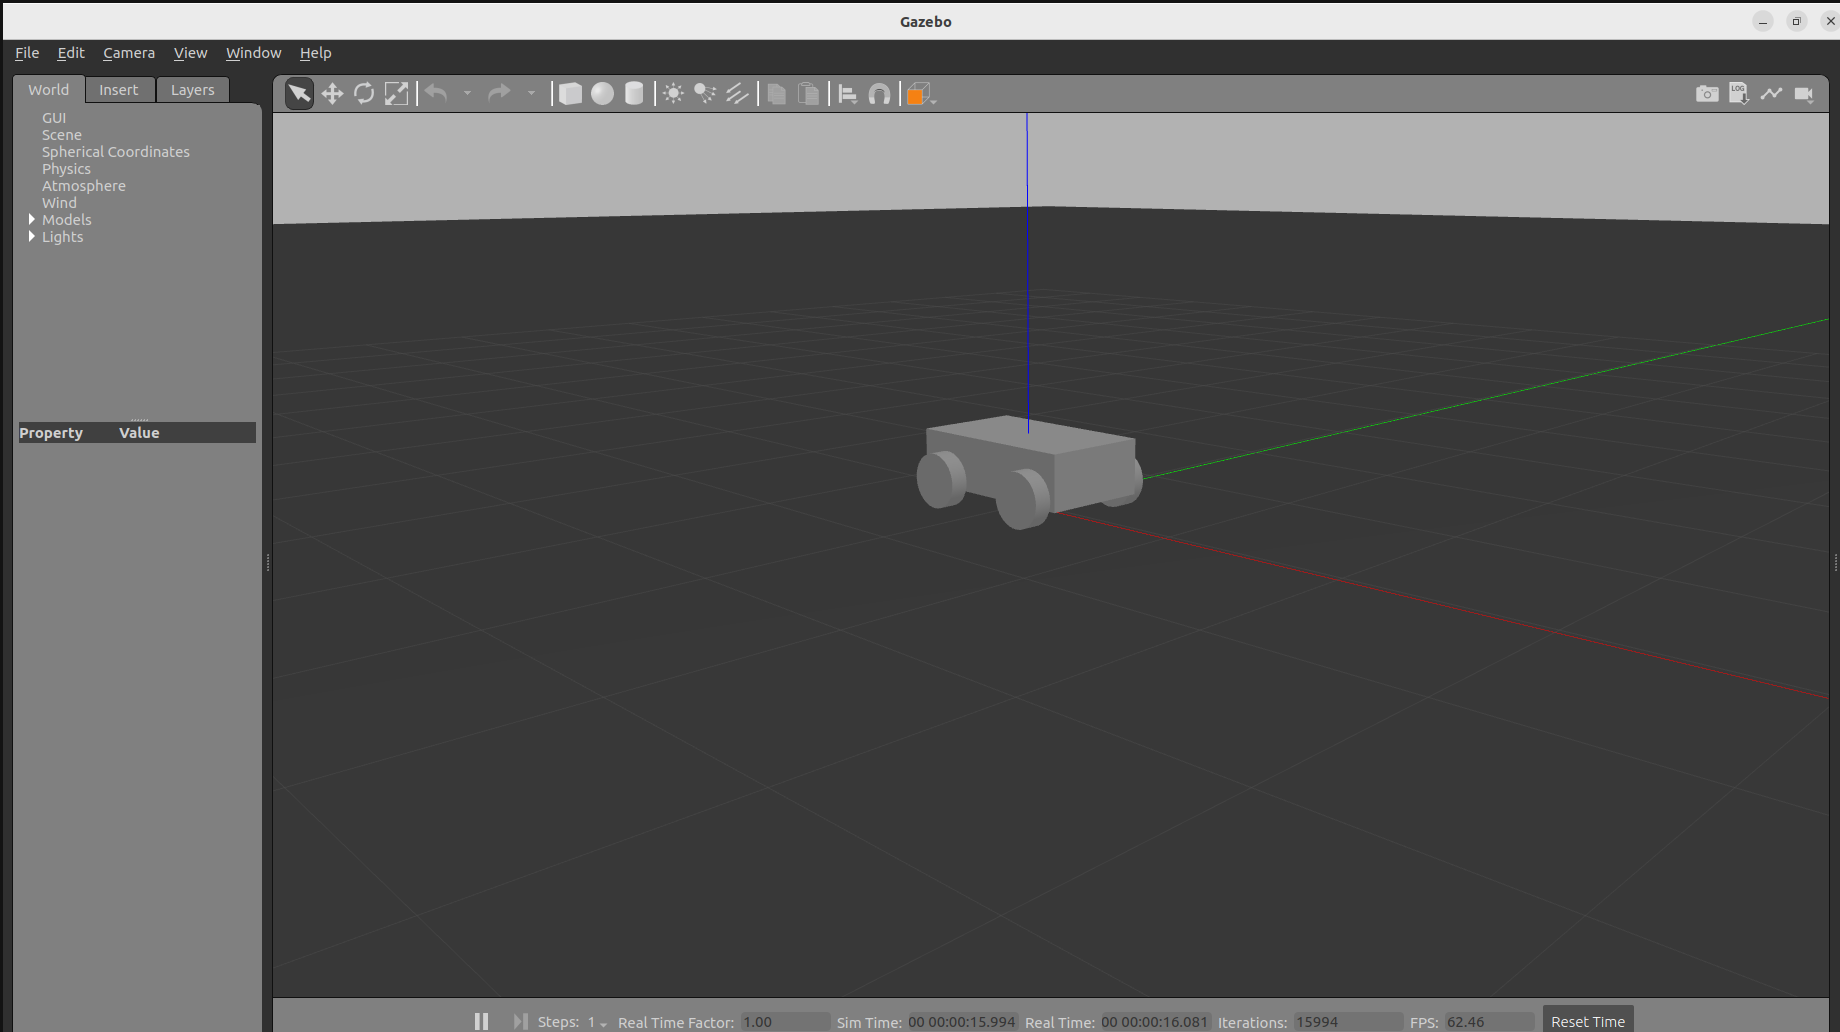 Gazebo
File Edit Camera View Window Help
World Insert Layers
LOG
GUI
Scene
Spherical Coordinates
Physics
Atmosphere
Wind
Models
Lights
Property Value
Steps: 1 Real Time Factor: 1.00 Sim Time: 00 00:00:15.994 Real Time: 00 00:00:16.081 Iterations: 15994 FPS: 62.46 Reset Time